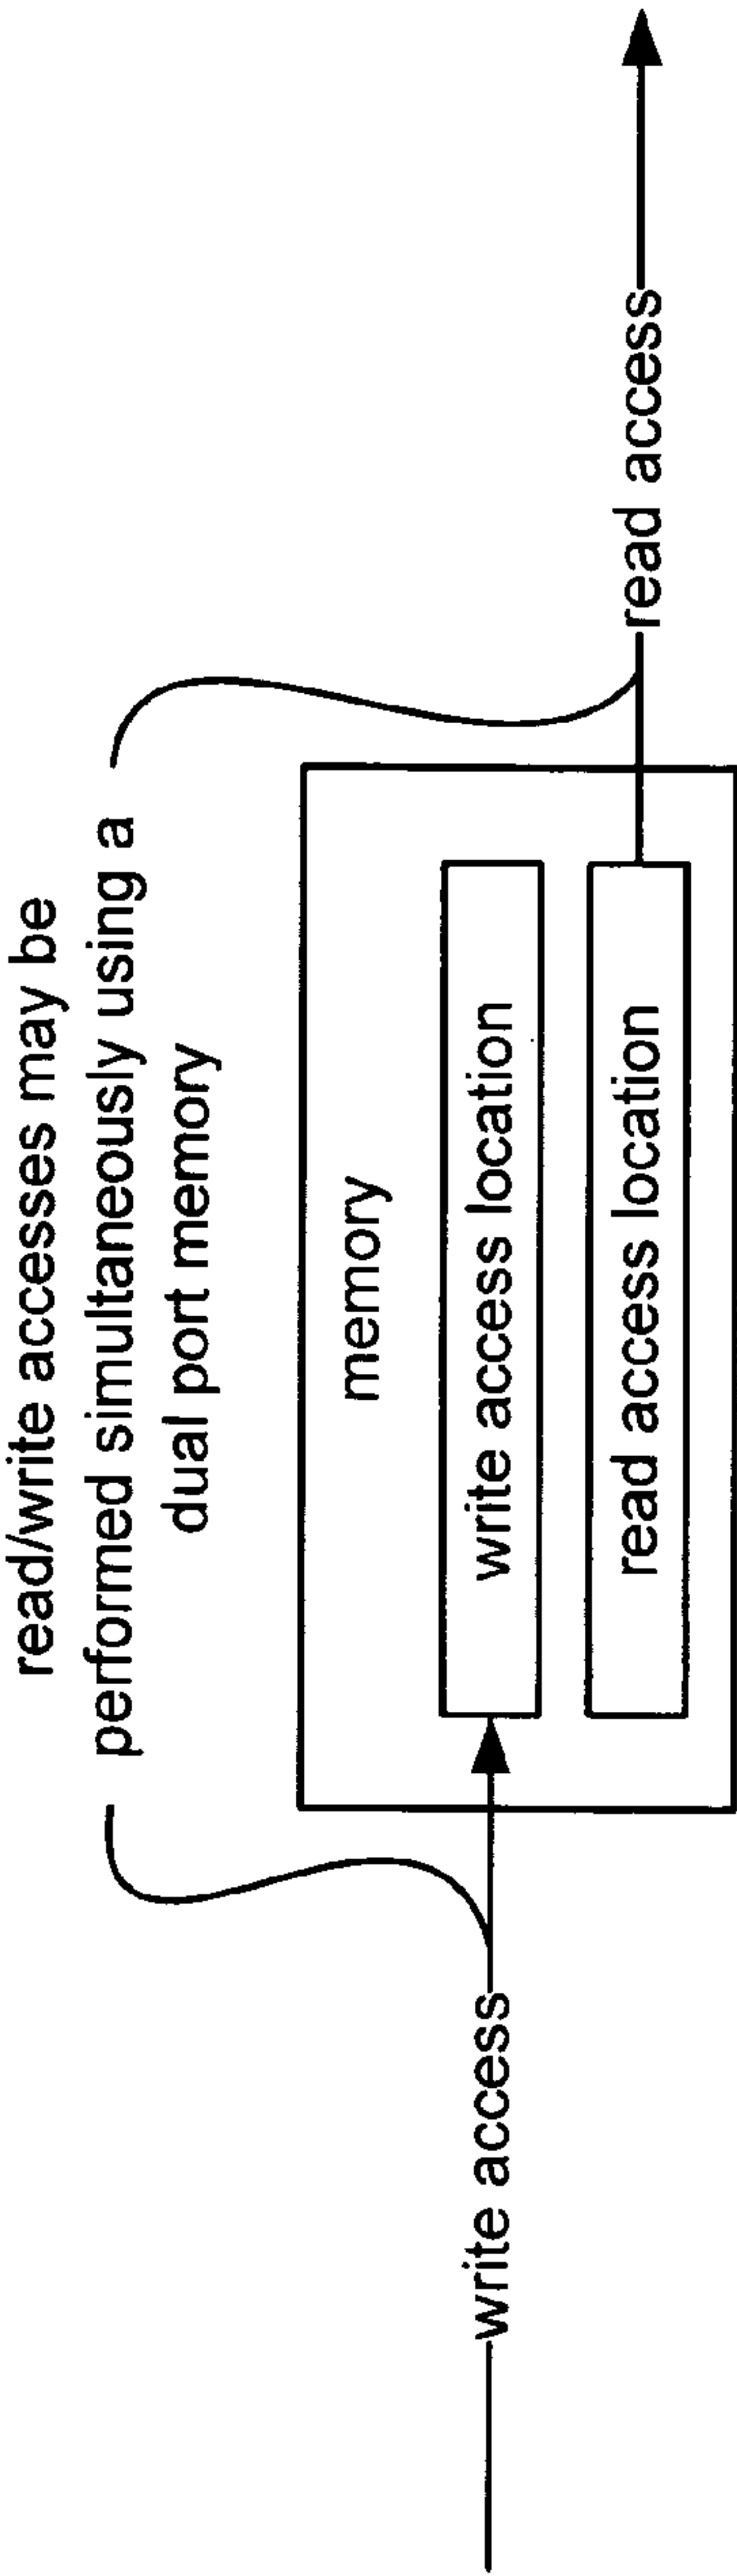 read/write accesses may be
performed simultaneously using a
dual port memory
memory
write access
write access location
read access location
read access